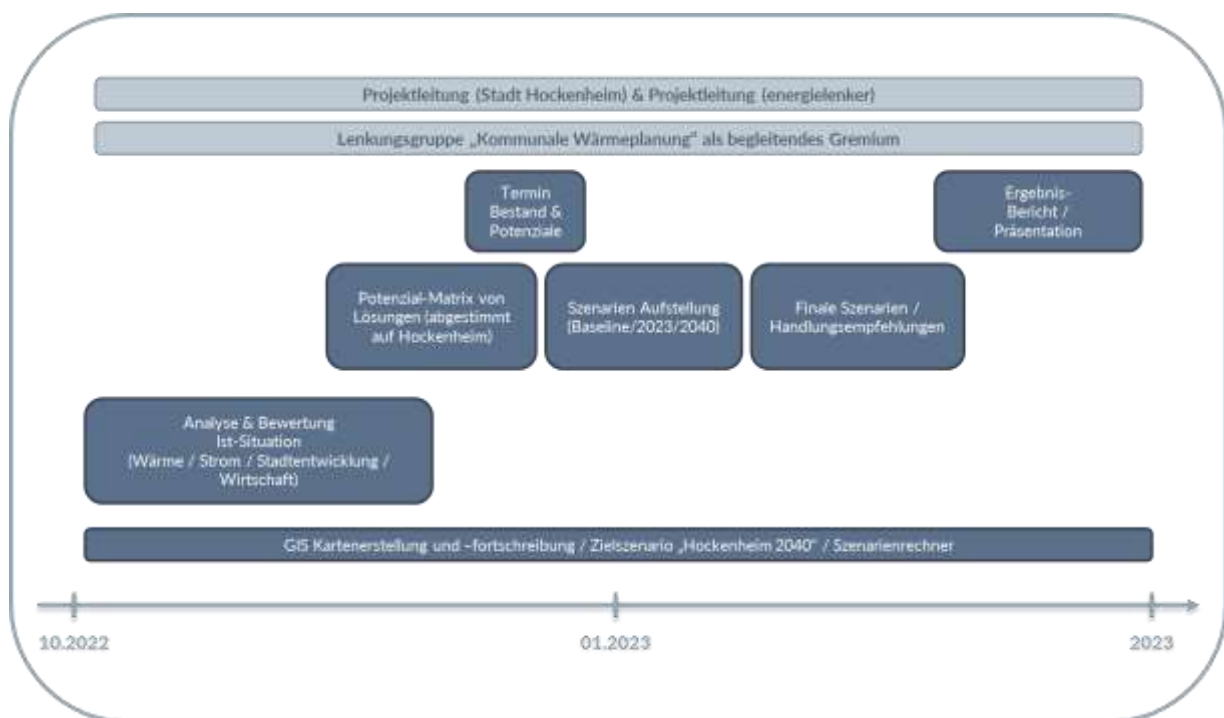 Projektleitung (Stadt Hockenheim) & Projektleitung (energielenker)
Lenkungsgruppe „Kommunale Wärmeplanung“ als begleitendes Gremium
Termin
Bestand &
Potenziale
Ergebnis-
Bericht /
Präsentation
Potenzial-Matrix von
Lösungen (abgestimmt
auf Hockenheim)
Szenarien Aufstellung
(Baseline/2023/2040)
Finale Szenarien /
Handlungsempfehlungen
Analyse & Bewertung
Ist-Situation
(Wärme / Strom / Stadtentwicklung /
Wirtschaft)
GIS Kartenerstellung und –fortschreibung / Zielszenario „Hockenheim 2040“ / Szenarienrechner
10.2022
01.2023
2023